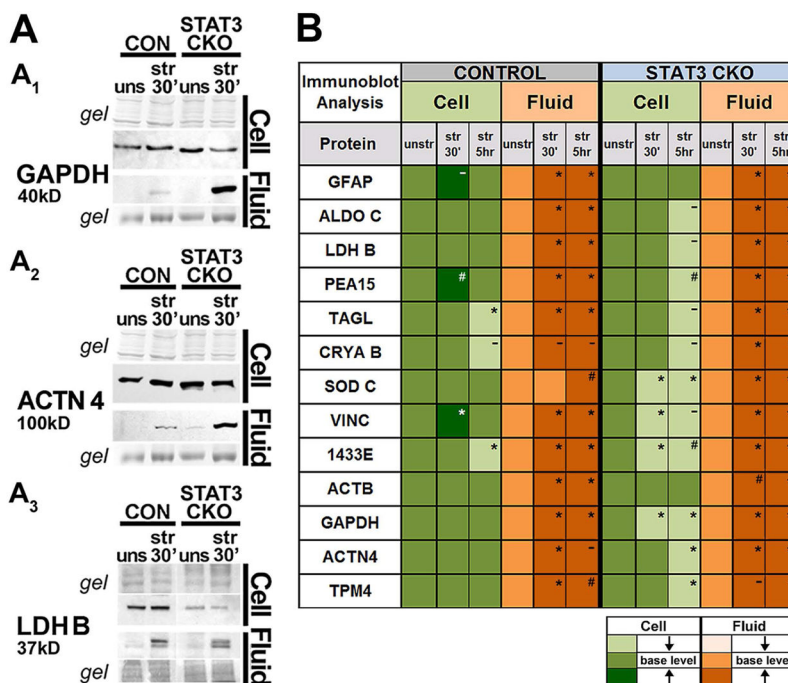 A
CON STAT3 CKO
A1
uns str 30' uns str 30'
gel
Cell
GAPDH
40kD
Fluid
gel
A2
CON STAT3 CKO
uns str 30' uns str 30'
gel
Cell
ACTN 4
100kD
Fluid
gel
A3
CON STAT3 CKO
uns str 30' uns str 30'
gel
Cell
LDH B
37kD
Fluid
gel
B
Immunoblot Analysis CONTROL STAT3 CKO
Cell Fluid Cell Fluid
Protein unstr str 30' str 5hr unstr str 30' str 5hr unstr str 30' str 5hr unstr str 30' str 5hr
GFAP - * * *
ALDO C * * - *
LDH B * * - *
PEA15 # * * # *
TAGL * * * - *
CRYA B - - - - *
SOD C # * * *
VINC * * * * - *
1433E * * * * # *
ACTB * * #
GAPDH * * * * *
ACTN4 * - * *
TPM4 * # * -
Cell Fluid
↓ ↓
base level base level
↑ ↑